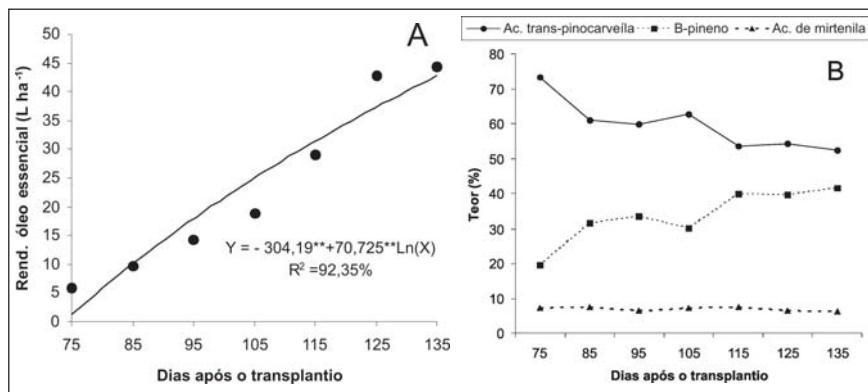 A
Rend. óleo essencial (L ha⁻¹)
50
45
40
35
30
25
20
15
10
5
0
Y = - 304,19**+70,725**Ln(X)
R² =92,35%
75 85 95 105 115 125 135
Dias após o transplantio
Ac. trans-pinocarveíla B-pineno Ac. de mirtenila
B
Teor (%)
80
70
60
50
40
30
20
10
0
75 85 95 105 115 125 135
Dias após o transplantio